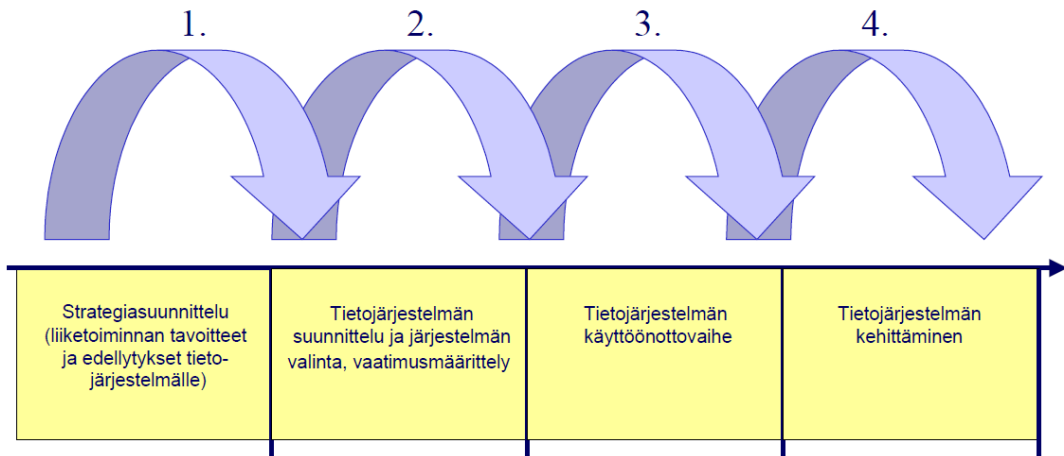 1.
2.
3.
4.
Strategiasuunnittelu
(liiketoiminnan tavoitteet
ja edellytykset tieto-
järjestelmälle)
Tietojärjestelmän
suunnittelu ja järjestelmän
valinta, vaatimusmäärittely
Tietojärjestelmän
käyttöönottovaihe
Tietojärjestelmän
kehittäminen